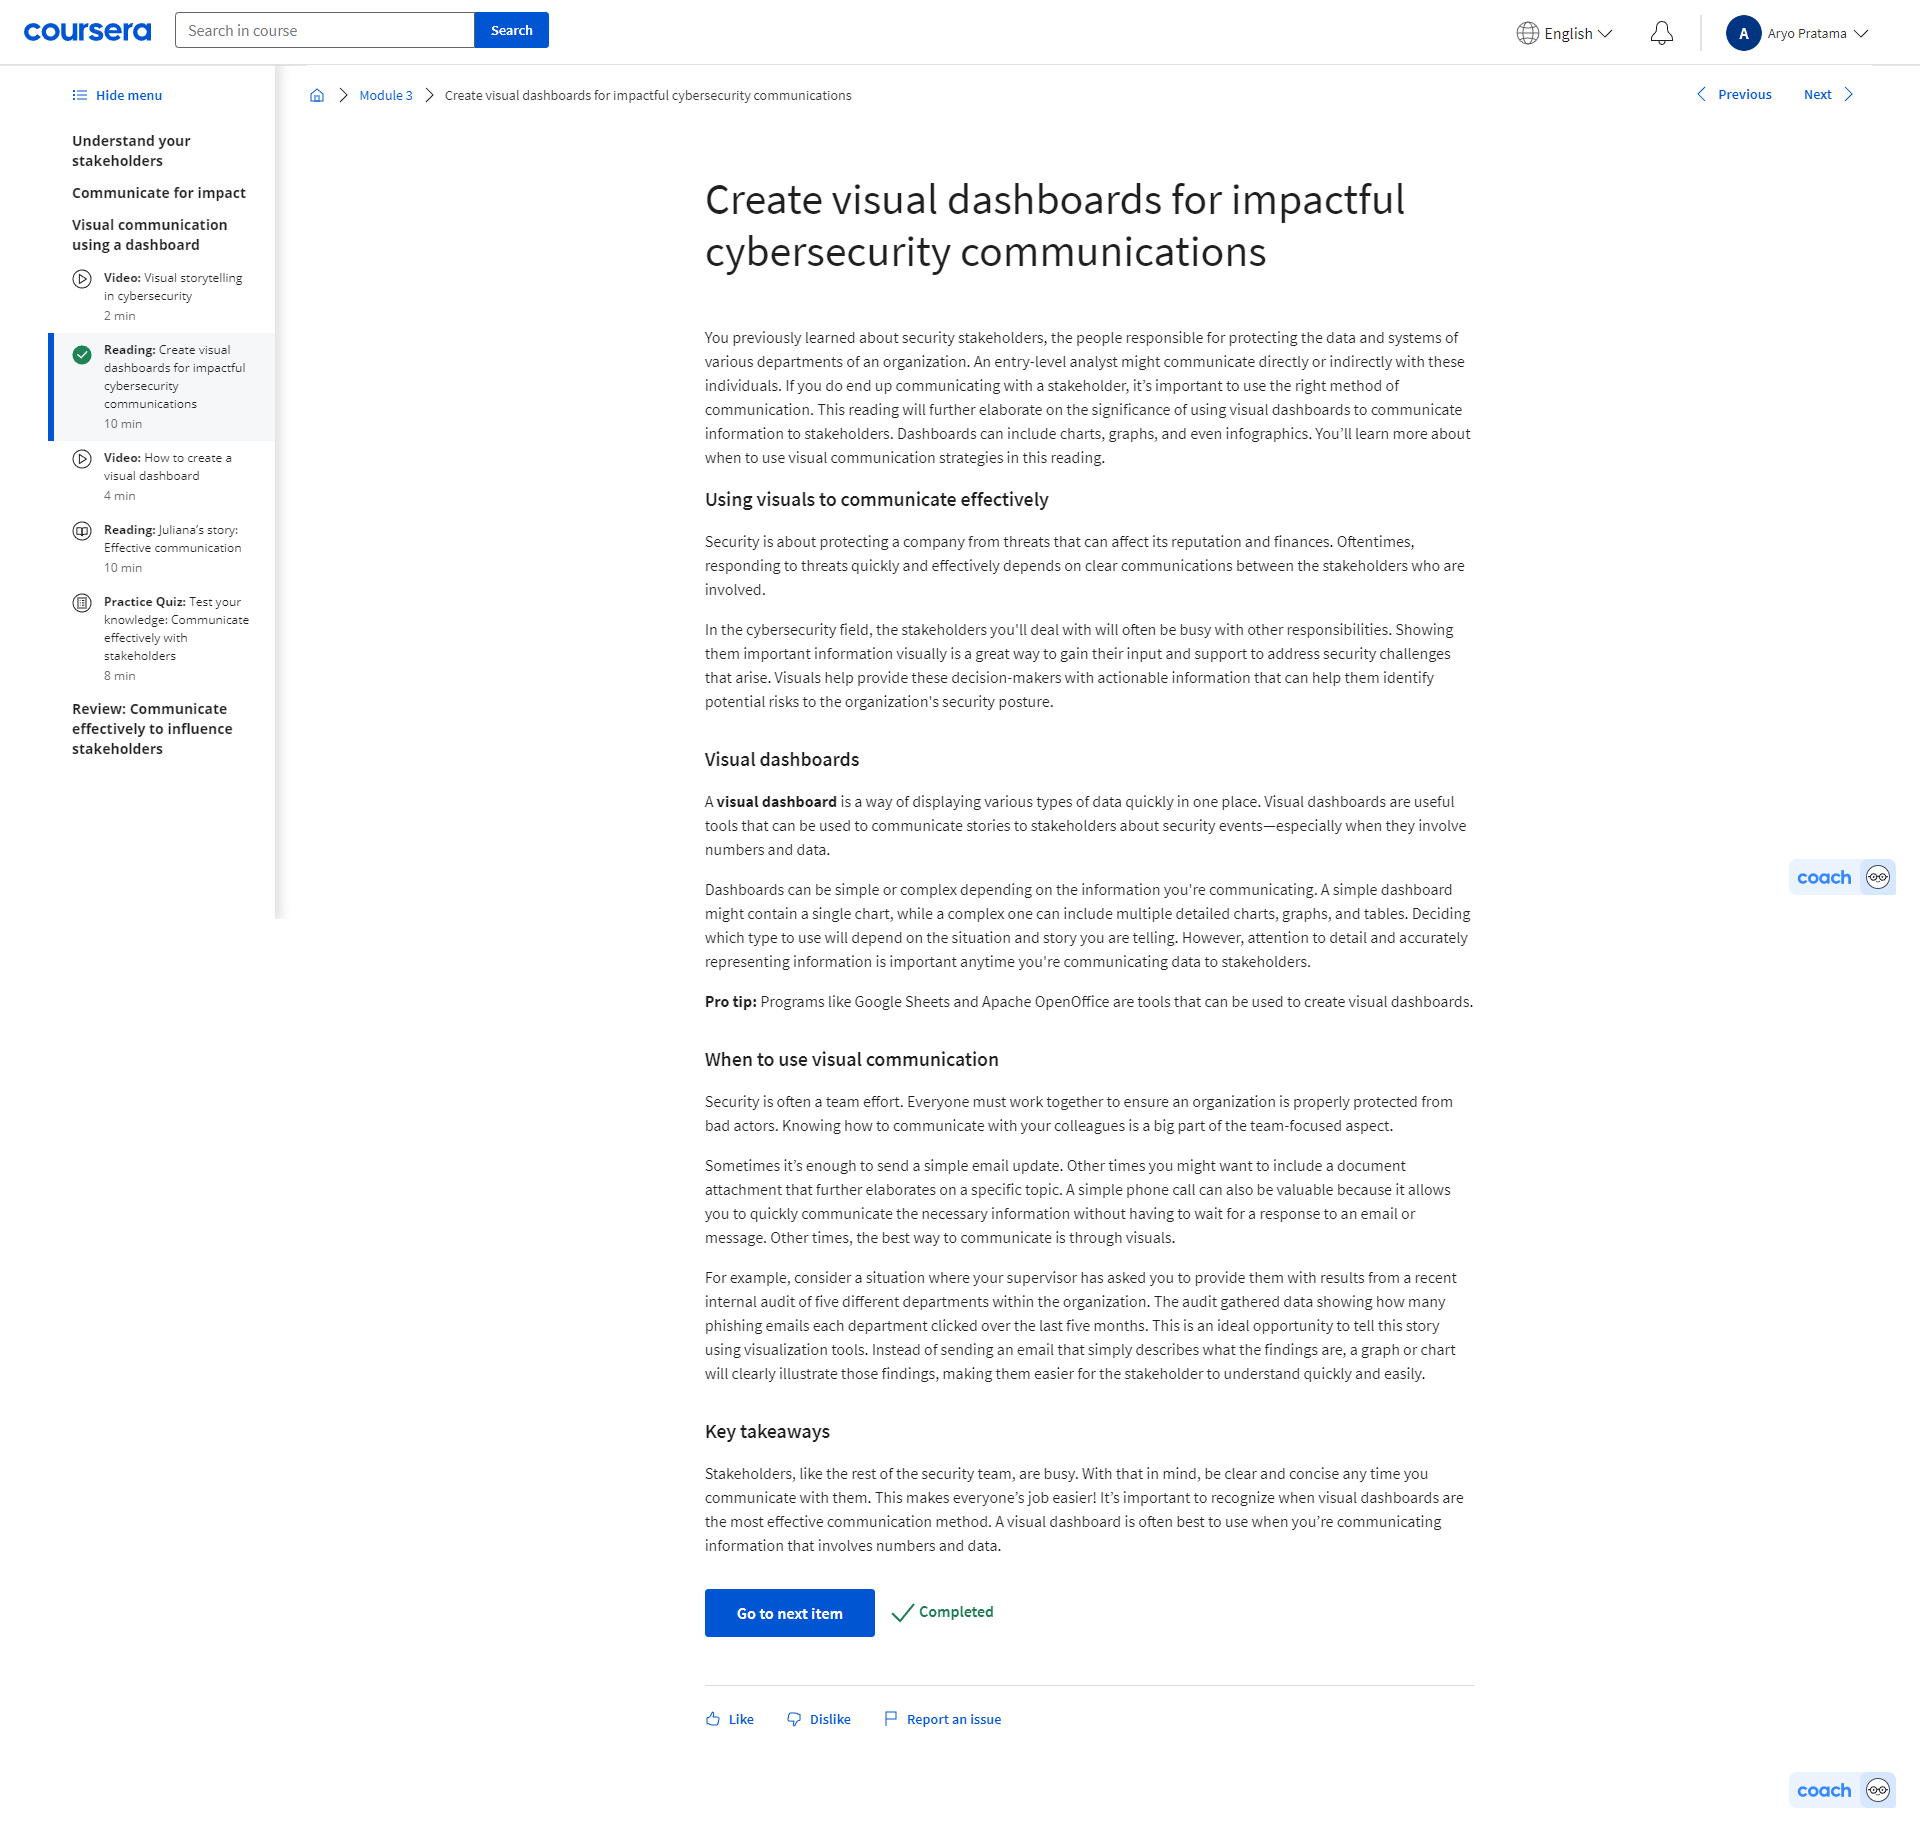 coursera
Search in course
Search
English
A
Aryo Pratama
Hide menu
Understand your
stakeholders
Communicate for impact
Visual communication
using a dashboard
Video: Visual storytelling
in cybersecurity
2 min
Reading: Create visual
dashboards for impactful
cybersecurity
communications
10 min
Video: How to create a
visual dashboard
4 min
Reading: Juliana’s story:
Effective communication
10 min
Practice Quiz: Test your
knowledge: Communicate
effectively with
stakeholders
8 min
Review: Communicate
effectively to influence
stakeholders
Module 3
Create visual dashboards for impactful cybersecurity communications
Previous
Next
Create visual dashboards for impactful
cybersecurity communications
You previously learned about security stakeholders, the people responsible for protecting the data and systems of
various departments of an organization. An entry-level analyst might communicate directly or indirectly with these
individuals. If you do end up communicating with a stakeholder, it’s important to use the right method of
communication. This reading will further elaborate on the significance of using visual dashboards to communicate
information to stakeholders. Dashboards can include charts, graphs, and even infographics. You’ll learn more about
when to use visual communication strategies in this reading.
Using visuals to communicate effectively
Security is about protecting a company from threats that can affect its reputation and finances. Oftentimes,
responding to threats quickly and effectively depends on clear communications between the stakeholders who are
involved.
In the cybersecurity field, the stakeholders you'll deal with will often be busy with other responsibilities. Showing
them important information visually is a great way to gain their input and support to address security challenges
that arise. Visuals help provide these decision-makers with actionable information that can help them identify
potential risks to the organization's security posture.
Visual dashboards
A visual dashboard is a way of displaying various types of data quickly in one place. Visual dashboards are useful
tools that can be used to communicate stories to stakeholders about security events—especially when they involve
numbers and data.
Dashboards can be simple or complex depending on the information you're communicating. A simple dashboard
might contain a single chart, while a complex one can include multiple detailed charts, graphs, and tables. Deciding
which type to use will depend on the situation and story you are telling. However, attention to detail and accurately
representing information is important anytime you're communicating data to stakeholders.
Pro tip: Programs like Google Sheets and Apache OpenOffice are tools that can be used to create visual dashboards.
When to use visual communication
Security is often a team effort. Everyone must work together to ensure an organization is properly protected from
bad actors. Knowing how to communicate with your colleagues is a big part of the team-focused aspect.
Sometimes it’s enough to send a simple email update. Other times you might want to include a document
attachment that further elaborates on a specific topic. A simple phone call can also be valuable because it allows
you to quickly communicate the necessary information without having to wait for a response to an email or
message. Other times, the best way to communicate is through visuals.
For example, consider a situation where your supervisor has asked you to provide them with results from a recent
internal audit of five different departments within the organization. The audit gathered data showing how many
phishing emails each department clicked over the last five months. This is an ideal opportunity to tell this story
using visualization tools. Instead of sending an email that simply describes what the findings are, a graph or chart
will clearly illustrate those findings, making them easier for the stakeholder to understand quickly and easily.
Key takeaways
Stakeholders, like the rest of the security team, are busy. With that in mind, be clear and concise any time you
communicate with them. This makes everyone’s job easier! It’s important to recognize when visual dashboards are
the most effective communication method. A visual dashboard is often best to use when you’re communicating
information that involves numbers and data.
Go to next item
Completed
Like
Dislike
Report an issue
coach
coach